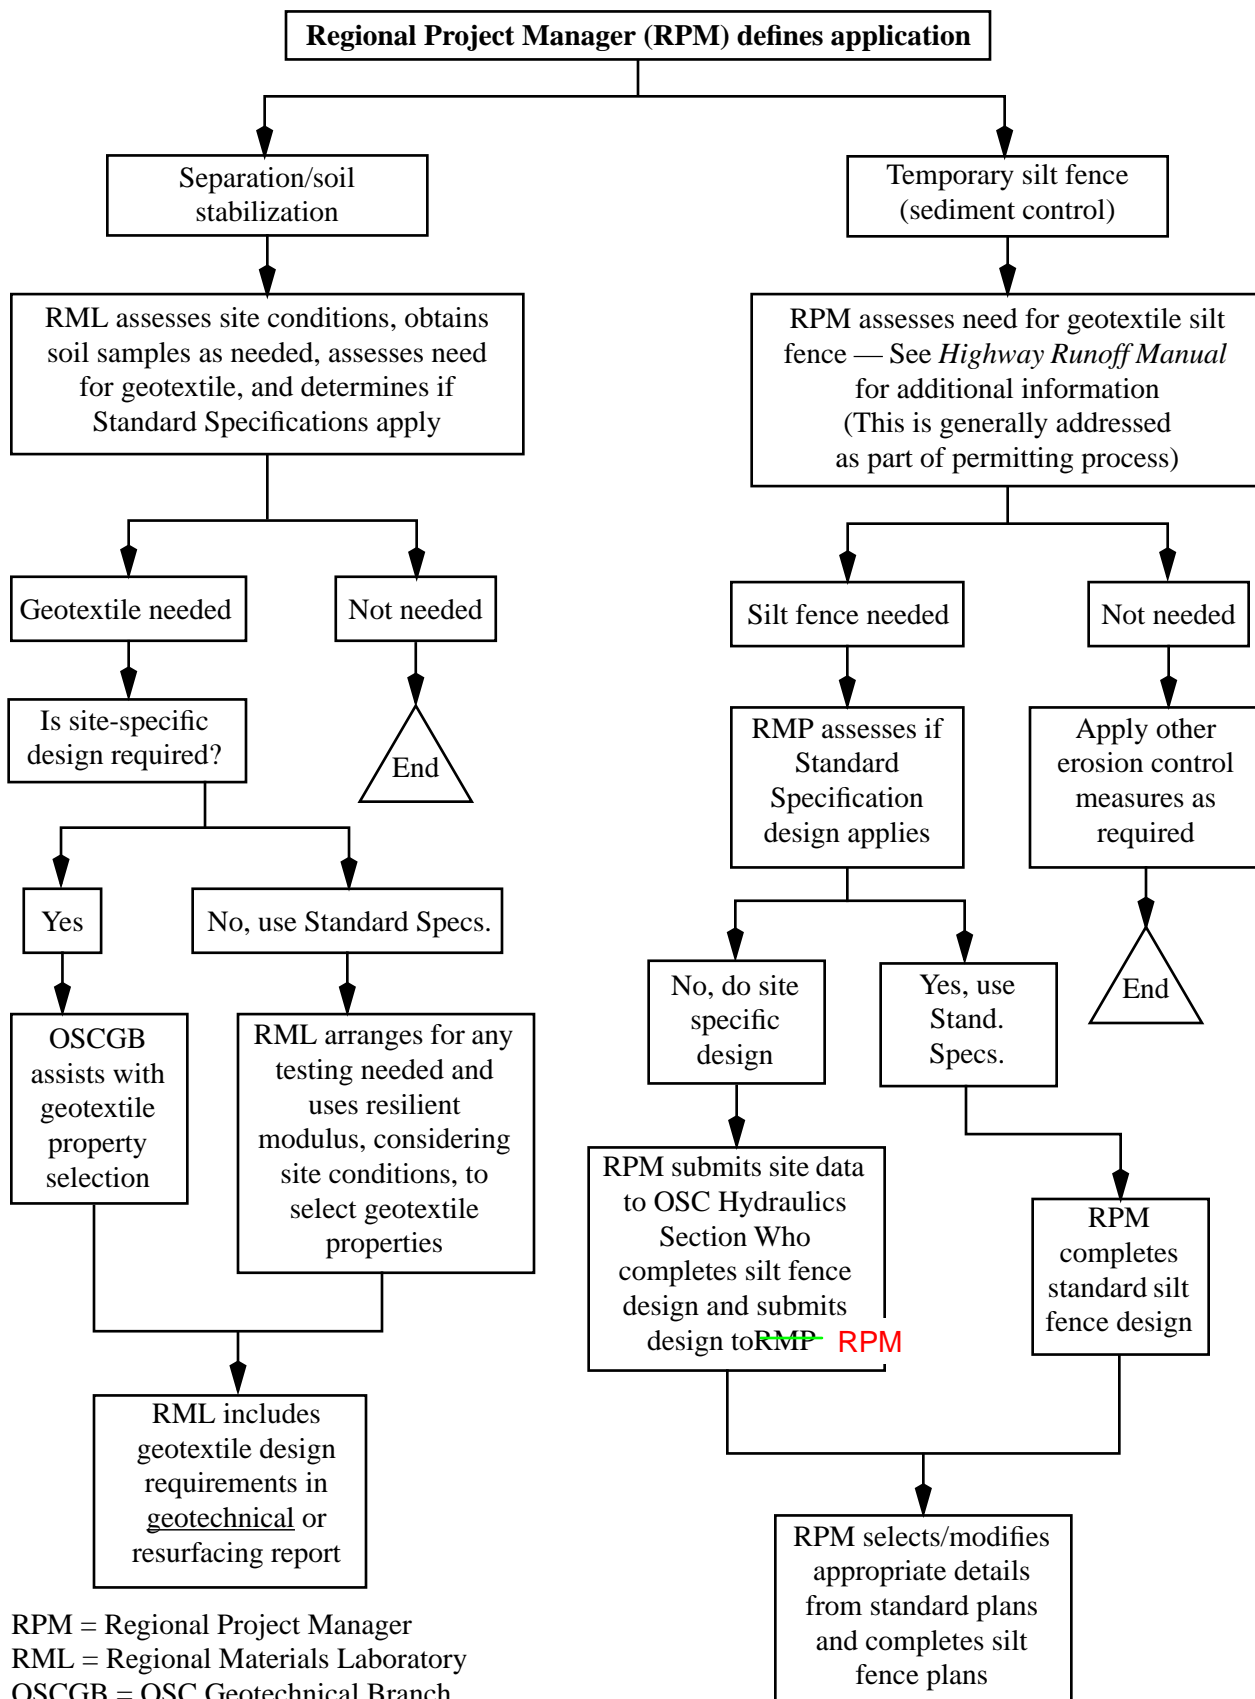 Regional Project Manager (RPM) defines application
Separation/soil
stabilization
Temporary silt fence
(sediment control)
RML assesses site conditions, obtains
soil samples as needed, assesses need
for geotextile, and determines if
Standard Specifications apply
RPM assesses need for geotextile silt
fence — See Highway Runoff Manual
for additional information
(This is generally addressed
as part of permitting process)
Geotextile needed
Not needed
Silt fence needed
Not needed
Is site-specific
design required?
End
RMP assesses if
Standard
Specification
design applies
Apply other
erosion control
measures as
required
Yes
No, use Standard Specs.
No, do site
specific
design
Yes, use
Stand.
Specs.
End
OSCGB
assists with
geotextile
property
selection
RML arranges for any
testing needed and
uses resilient
modulus, considering
site conditions, to
select geotextile
properties
RPM submits site data
to OSC Hydraulics
Section Who
completes silt fence
design and submits
design toRMP RPM
RPM
completes
standard silt
fence design
RML includes
geotextile design
requirements in
geotechnical or
resurfacing report
RPM selects/modifies
appropriate details
from standard plans
and completes silt
fence plans
RPM = Regional Project Manager
RML = Regional Materials Laboratory
OSCGB = OSC Geotechnical Branch